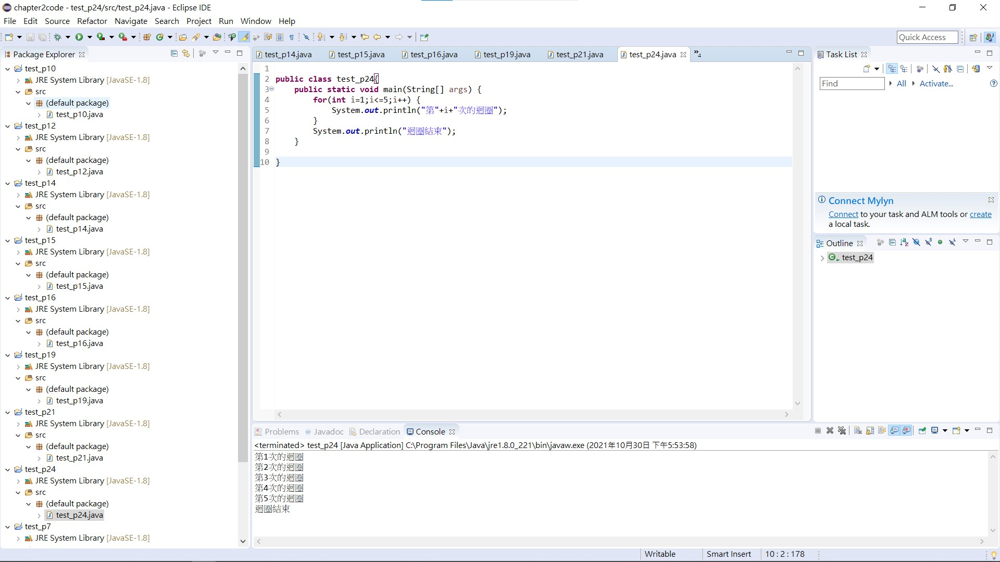 chapter2code - test_p24/src/test_p24.java - Eclipse IDE
File Edit Source Refactor Navigate Search Project Run Window Help
Quick Access
Package Explorer
test_p10
JRE System Library [JavaSE-1.8]
src
(default package)
test_p10.java
test_p12
JRE System Library [JavaSE-1.8]
src
(default package)
test_p12.java
test_p14
JRE System Library [JavaSE-1.8]
src
(default package)
test_p14.java
test_p15
JRE System Library [JavaSE-1.8]
src
(default package)
test_p15.java
test_p16
JRE System Library [JavaSE-1.8]
src
(default package)
test_p16.java
test_p19
JRE System Library [JavaSE-1.8]
src
(default package)
test_p19.java
test_p21
JRE System Library [JavaSE-1.8]
src
(default package)
test_p21.java
test_p24
JRE System Library [JavaSE-1.8]
src
(default package)
test_p24.java
test_p7
JRE System Library [JavaSE-1.8]
test_p14.java test_p15.java test_p16.java test_p19.java test_p21.java test_p24.java »4
1
2 public class test_p24{
3 public static void main(String[] args) {
4 for(int i=1;i<=5;i++) {
5 System.out.println("第"+i+"次的迴圈");
6 }
7 System.out.println("迴圈結束");
8 }
9
10 }
Task List
Find All Activate...
Connect Mylyn
Connect to your task and ALM tools or create
a local task.
Outline
test_p24
Problems @ Javadoc Declaration Console
<terminated> test_p24 [Java Application] C:\Program Files\Java\jre1.8.0_221\bin\javaw.exe (2021年10月30日 下午5:53:58)
第1次的迴圈
第2次的迴圈
第3次的迴圈
第4次的迴圈
第5次的迴圈
迴圈結束
Writable Smart Insert 10 : 2 : 178